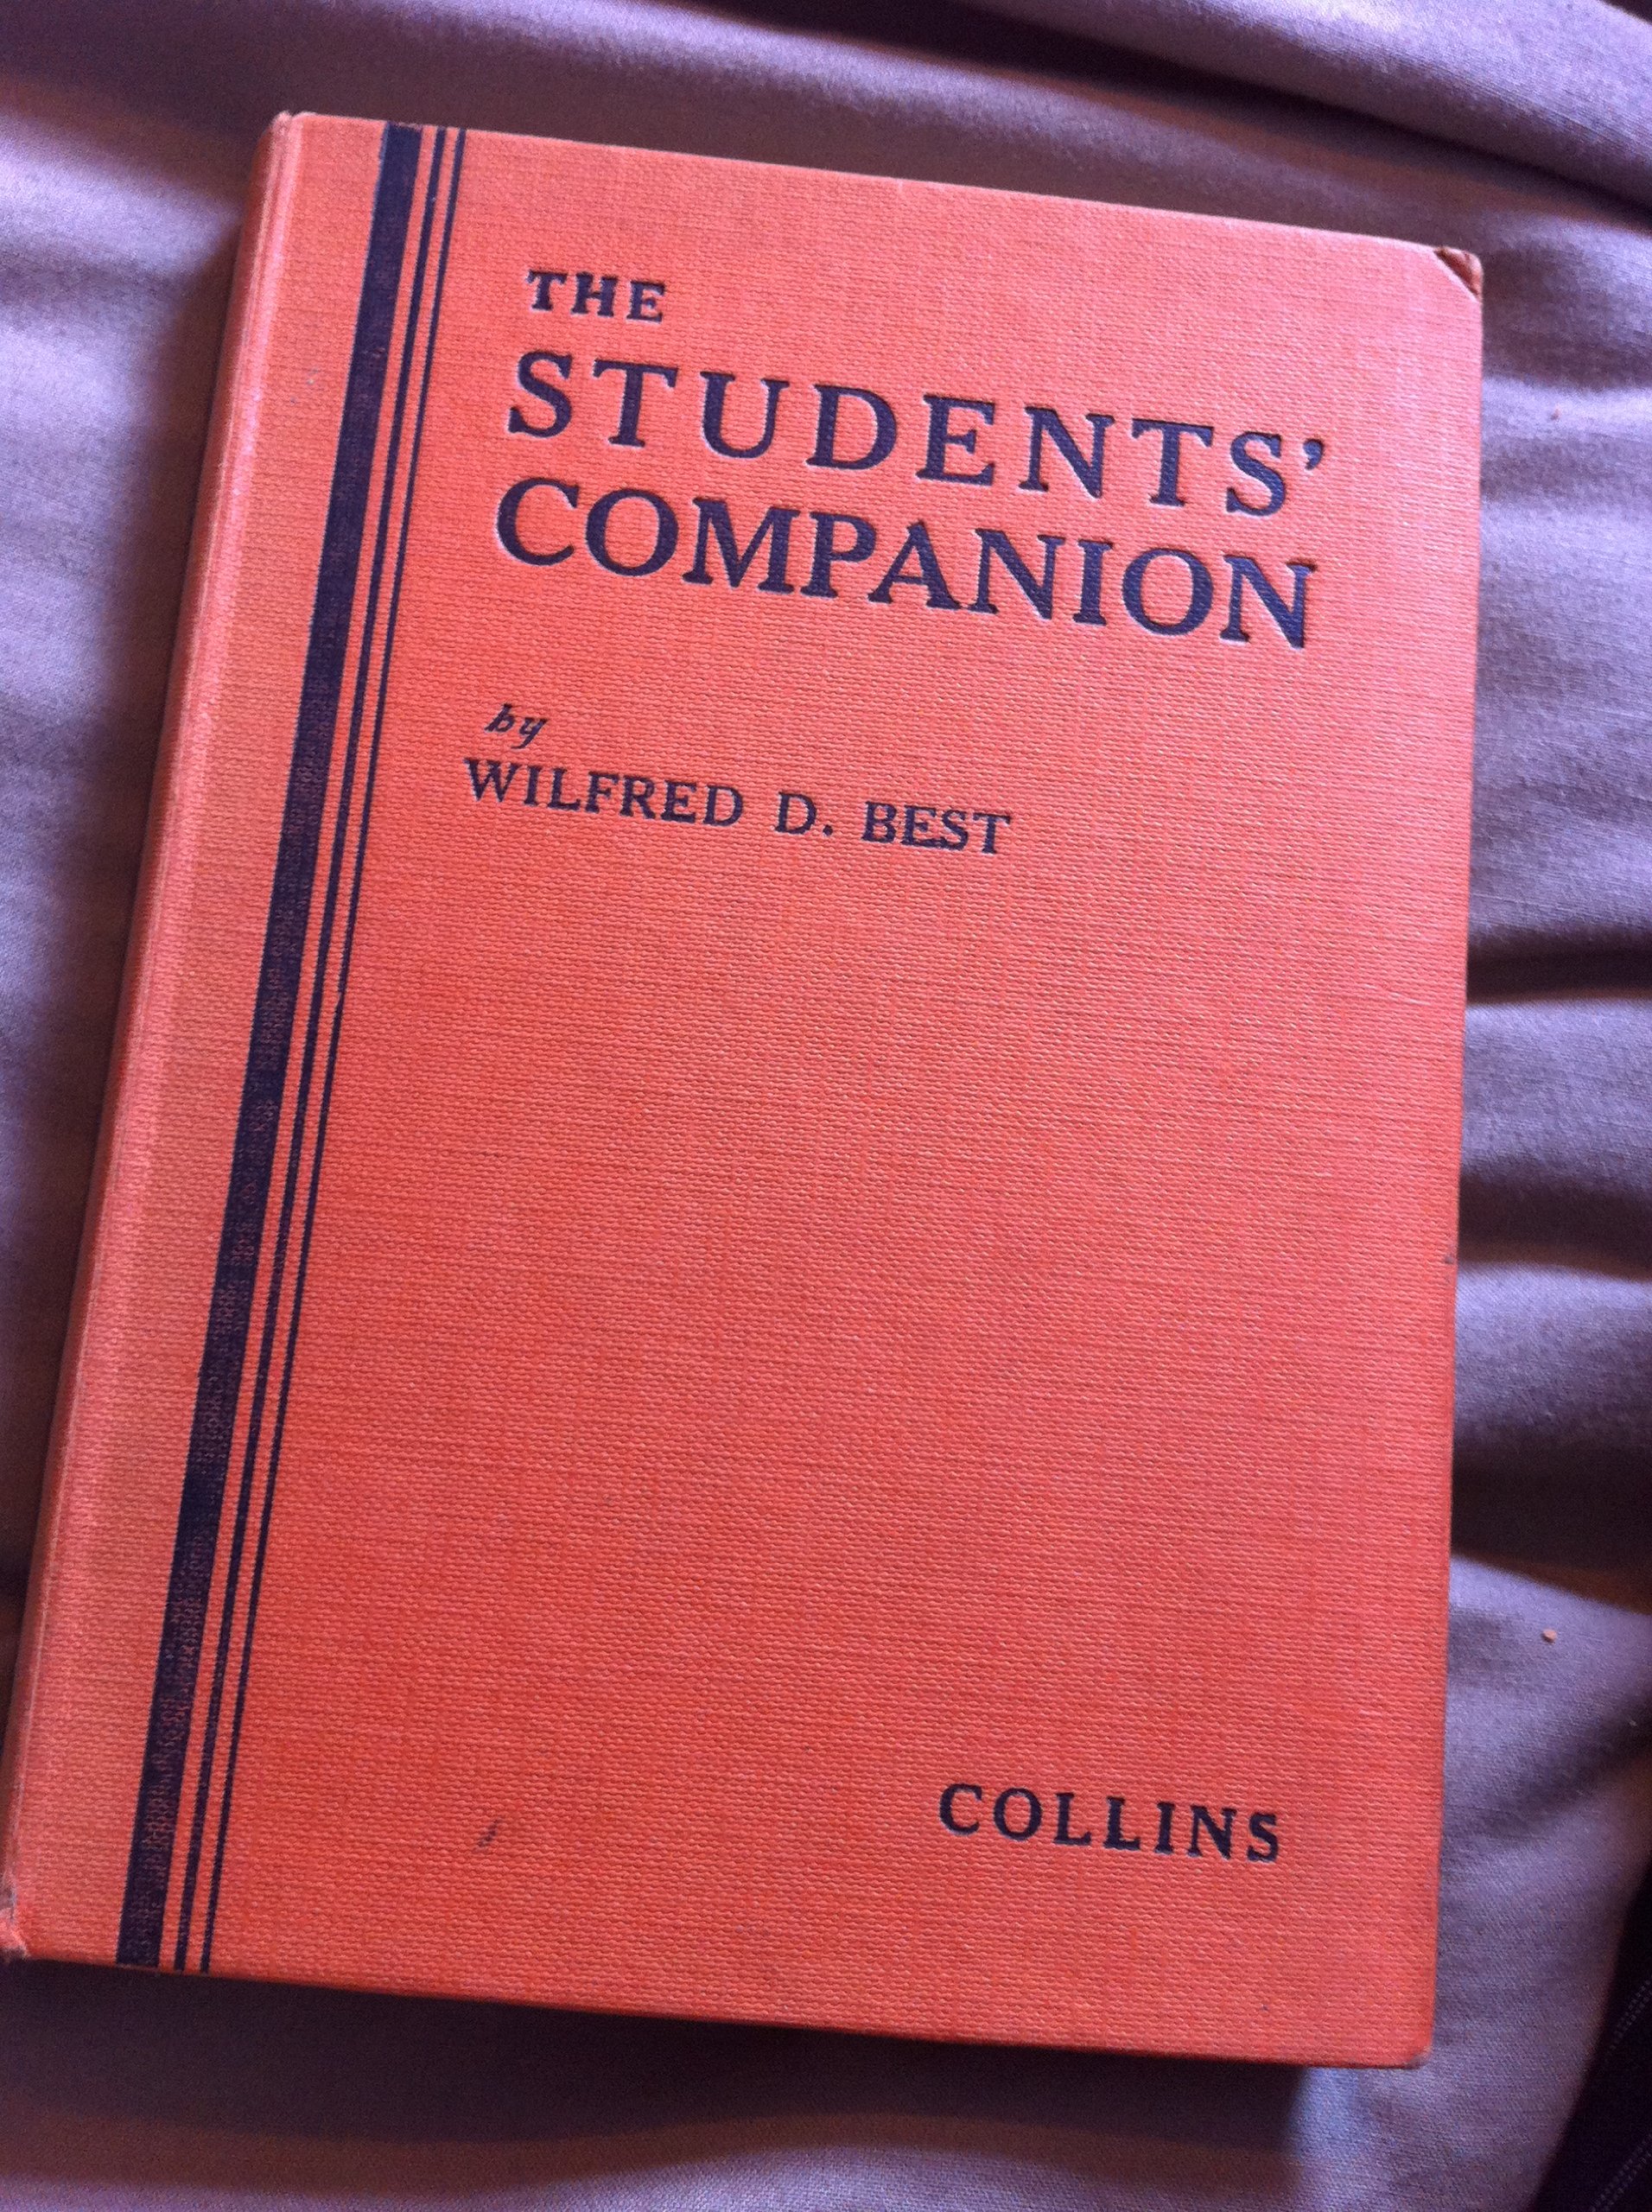 THE
STUDENTS'
COMPANION
by
WILFRED D. BEST
COLLINS